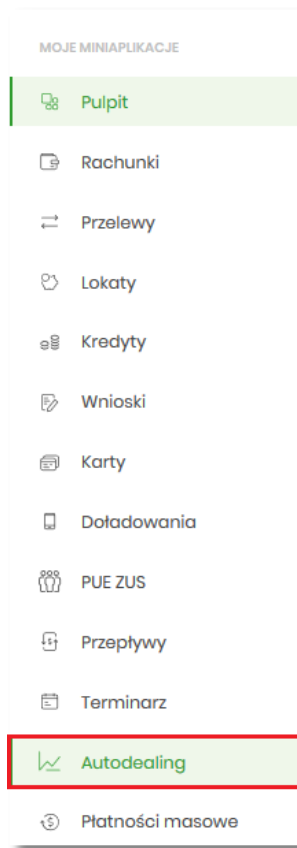 MOJE MINIAPLIKACJE
Pulpit
Rachunki
Przelewy
Lokaty
Kredyty
Wnioski
Karty
Doładowania
PUE ZUS
Przepływy
Terminarz
Autodealing
Płatności masowe